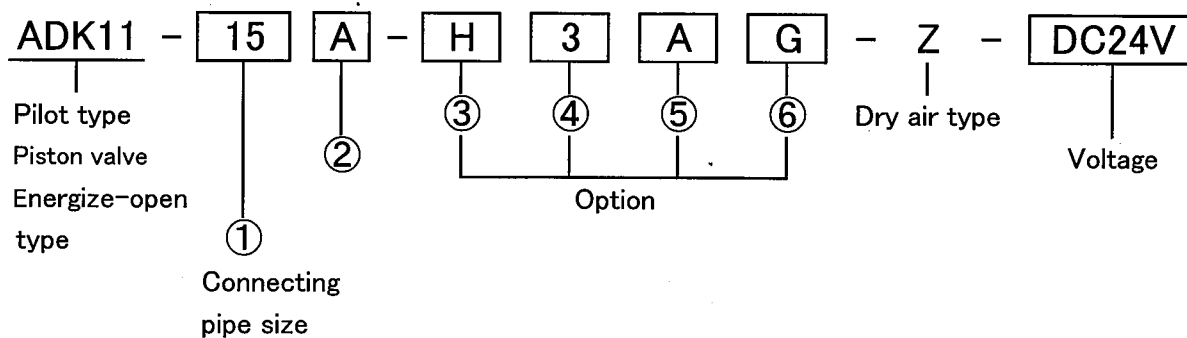 ADK11 - 15 A - H 3 A G - Z - DC24V
Pilot type
Piston valve
Energize-open
type
①
Connecting
pipe size
②
③ ④ ⑤ ⑥
Option
Dry air type
Voltage